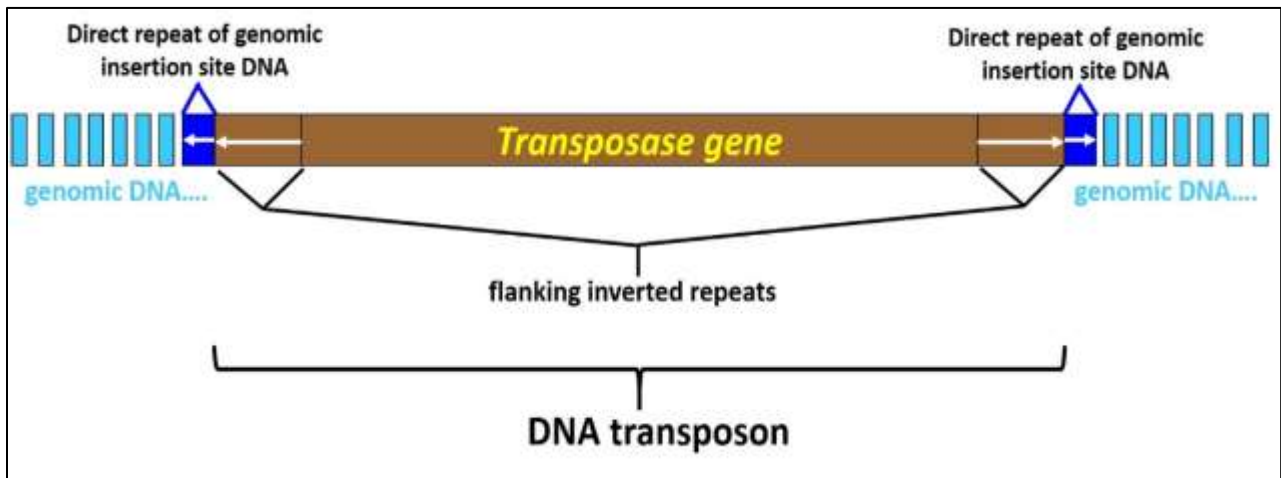 Direct repeat of genomic
insertion site DNA
Direct repeat of genomic
insertion site DNA
Transposase gene
genomic DNA....
genomic DNA....
flanking inverted repeats
DNA transposon